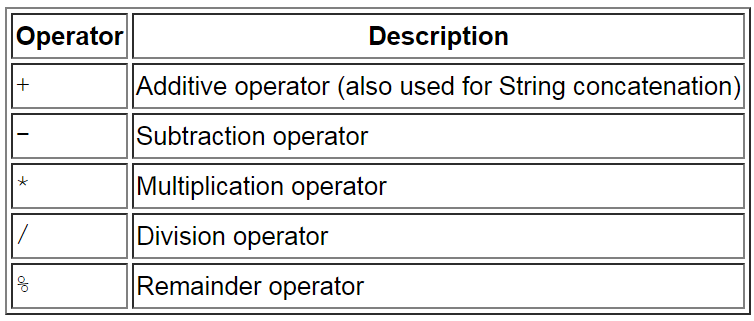 Operator Description
+ Additive operator (also used for String concatenation)
- Subtraction operator
* Multiplication operator
/ Division operator
% Remainder operator